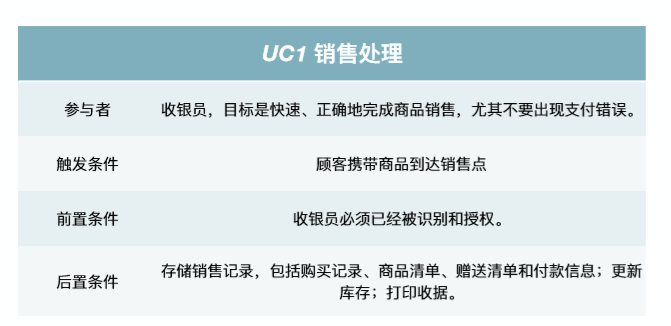 UC1 销售处理
参与者
收银员，目标是快速、正确地完成商品销售，尤其不要出现支付错误。
触发条件
顾客携带商品到达销售点
前置条件
收银员必须已经被识别和授权。
后置条件
存储销售记录，包括购买记录、商品清单、赠送清单和付款信息；更新
库存；打印收据。